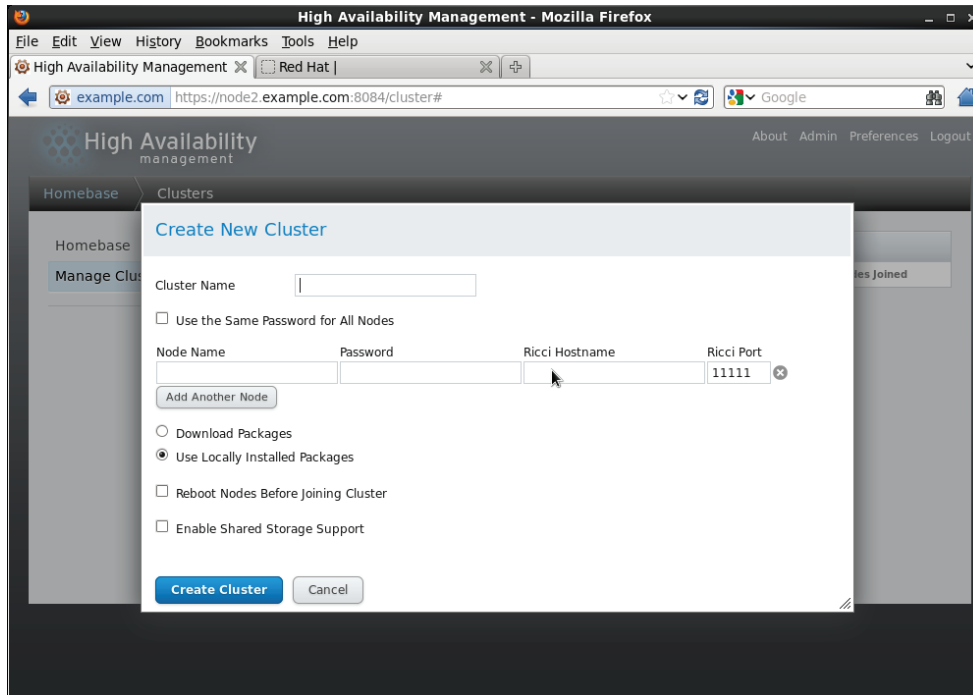 High Availability Management - Mozilla Firefox
File Edit View History Bookmarks Tools Help
High Availability Management Red Hat |
example.com https://node2.example.com:8084/cluster# Google
High Availability
management
About Admin Preferences Logout
Homebase Clusters
Create New Cluster
Homebase
Manage Clus
les Joined
Cluster Name
Use the Same Password for All Nodes
Node Name Password Ricci Hostname Ricci Port
11111
Add Another Node
Download Packages
Use Locally Installed Packages
Reboot Nodes Before Joining Cluster
Enable Shared Storage Support
Create Cluster Cancel